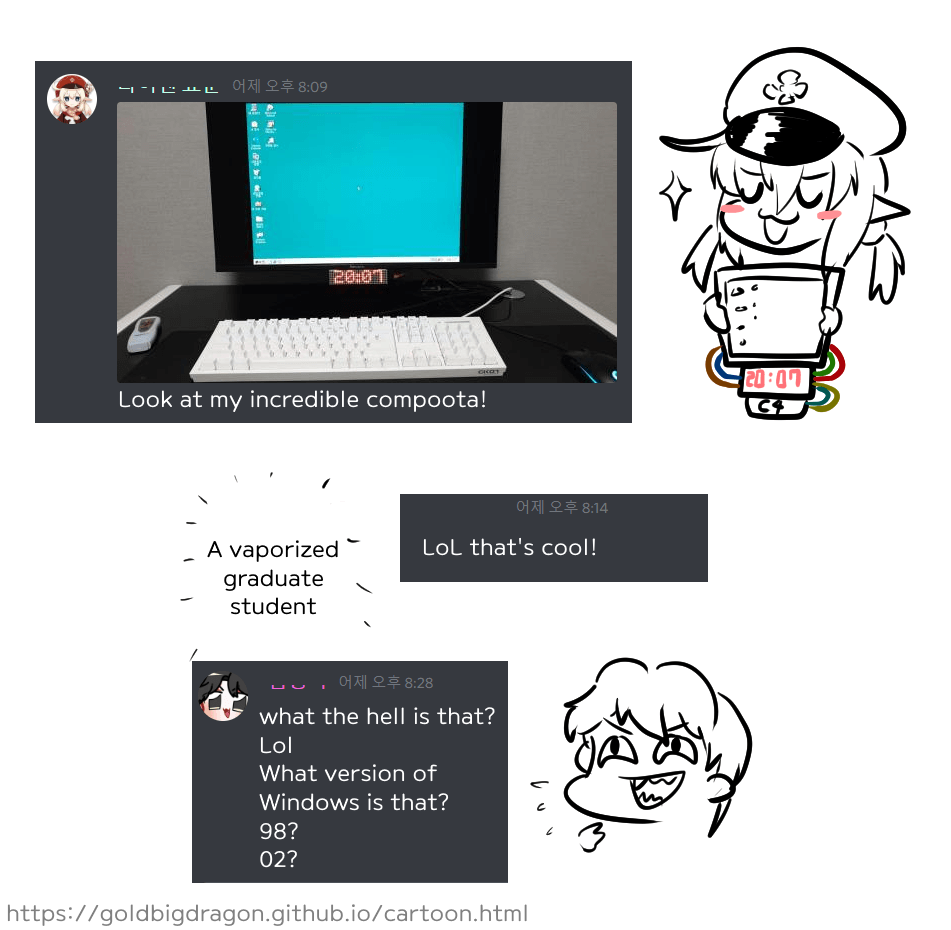 어제 오후 8:09
20:07
Look at my incredible compoota!
20:07
C4
A vaporized
graduate
student
어제 오후 8:14
LoL that's cool!
어제 오후 8:28
what the hell is that?
Lol
What version of
Windows is that?
98?
02?
https://goldbigdragon.github.io/cartoon.html